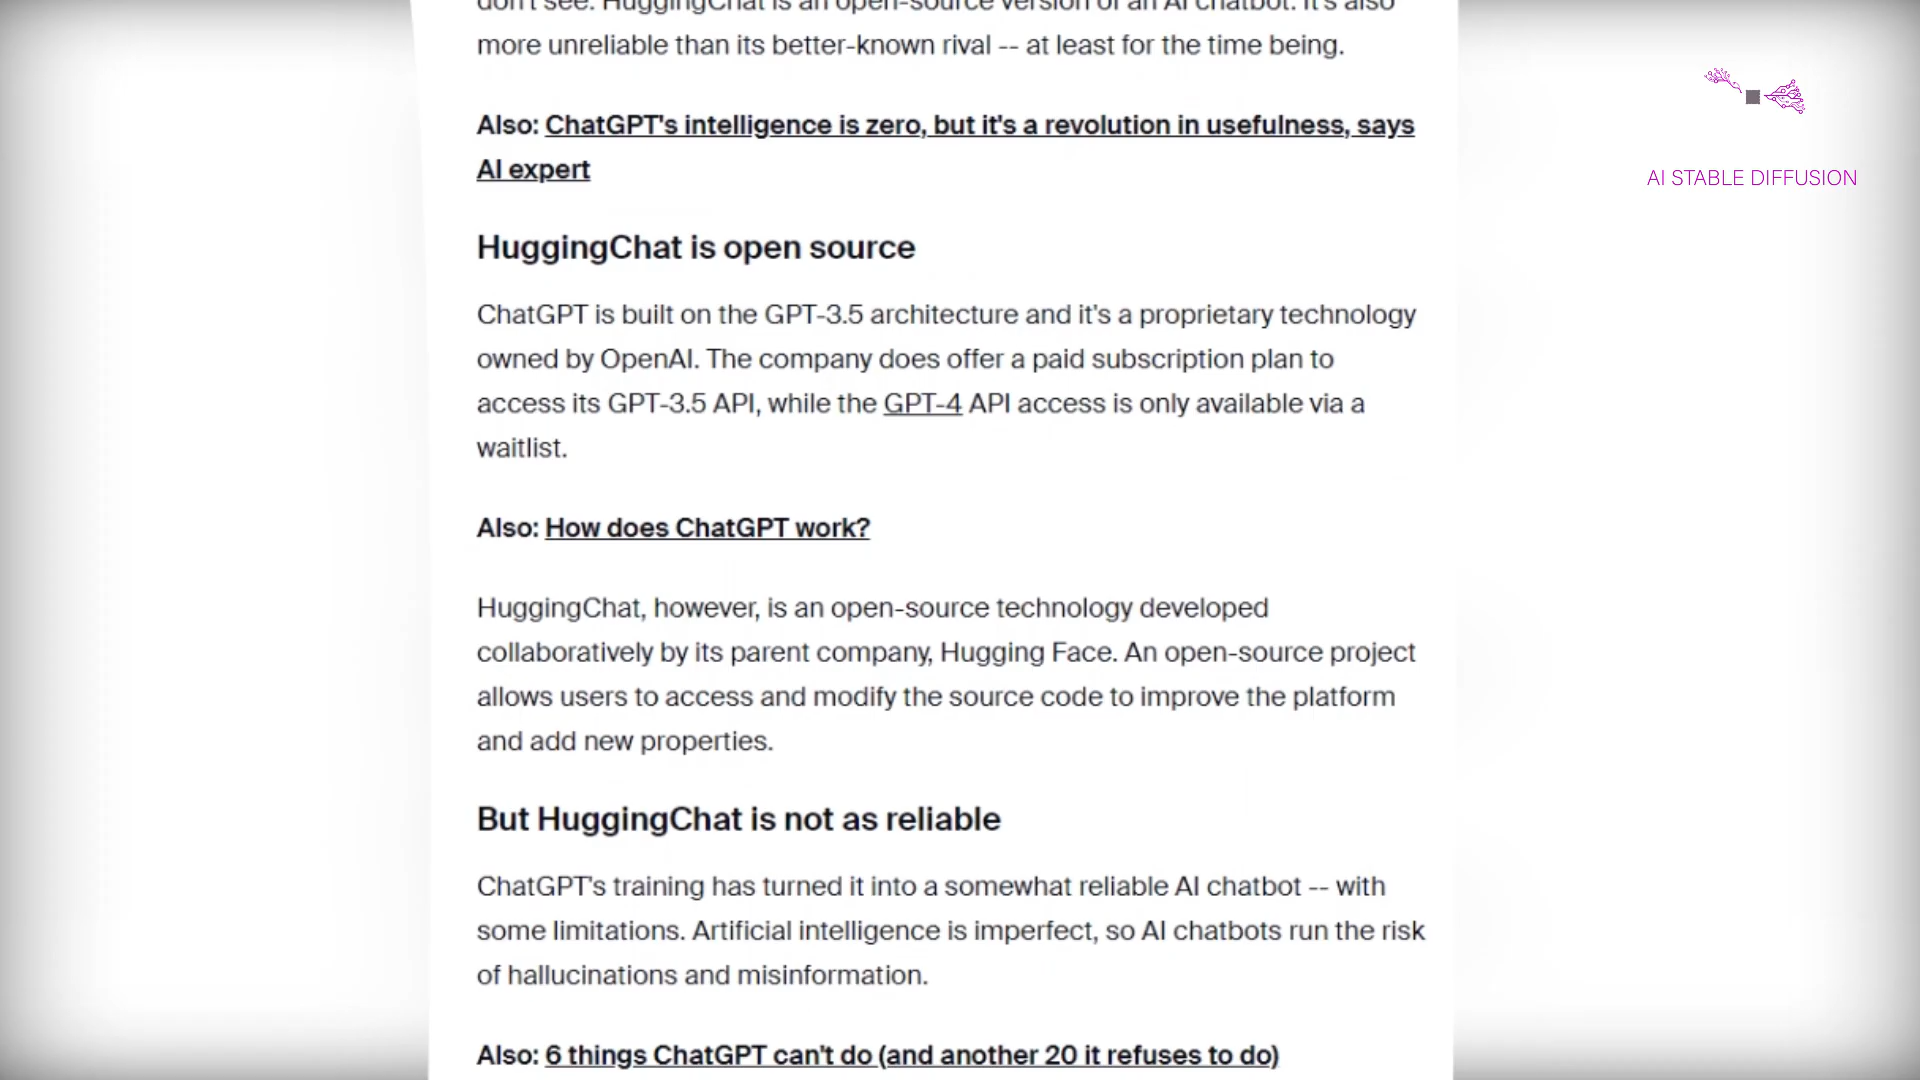 don't see. HuggingChat is an open-source version of an AI chatbot. It's also
more unreliable than its better-known rival -- at least for the time being.
Also: ChatGPT's intelligence is zero, but it's a revolution in usefulness, says
AI expert
AI STABLE DIFFUSION
HuggingChat is open source
ChatGPT is built on the GPT-3.5 architecture and it's a proprietary technology
owned by OpenAI. The company does offer a paid subscription plan to
access its GPT-3.5 API, while the GPT-4 API access is only available via a
waitlist.
Also: How does ChatGPT work?
HuggingChat, however, is an open-source technology developed
collaboratively by its parent company, Hugging Face. An open-source project
allows users to access and modify the source code to improve the platform
and add new properties.
But HuggingChat is not as reliable
ChatGPT's training has turned it into a somewhat reliable AI chatbot -- with
some limitations. Artificial intelligence is imperfect, so AI chatbots run the risk
of hallucinations and misinformation.
Also: 6 things ChatGPT can't do (and another 20 it refuses to do)